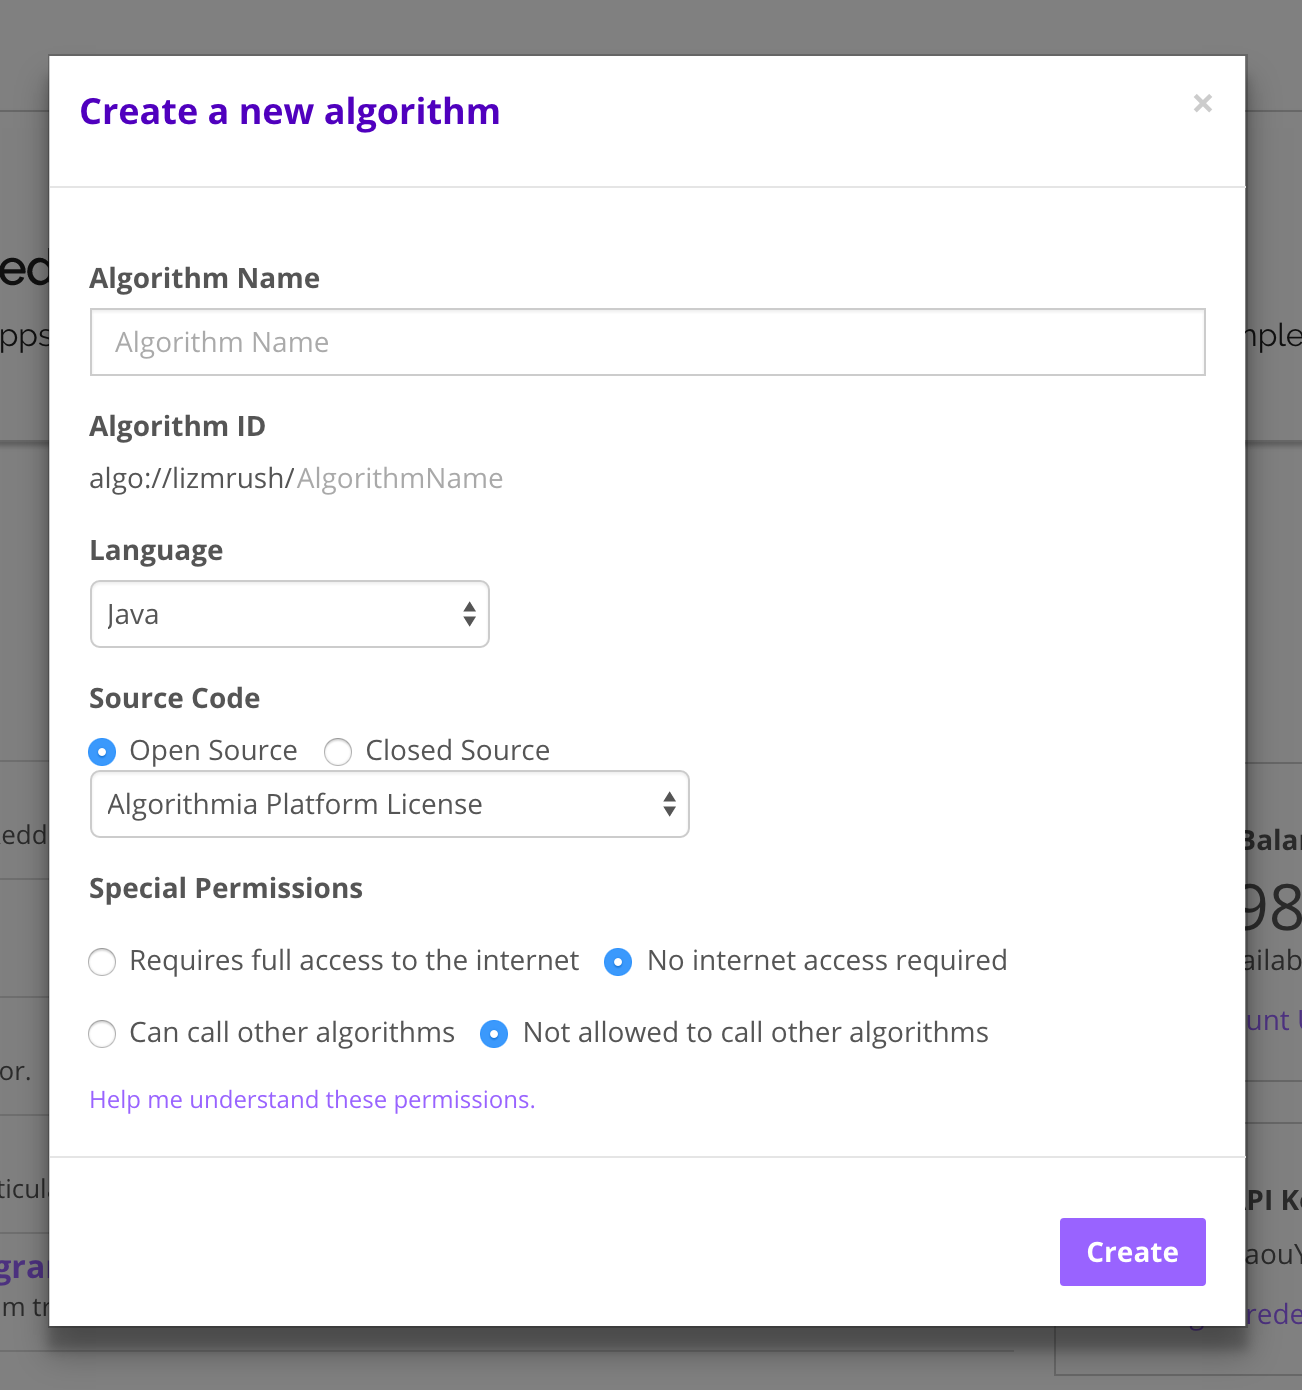 Create a new algorithm
×
Algorithm Name
Algorithm Name
Algorithm ID
algo://lizmrush/AlgorithmName
Language
Java
Source Code
Open Source Closed Source
Algorithmia Platform License
Special Permissions
Requires full access to the internet No internet access required
Can call other algorithms Not allowed to call other algorithms
Help me understand these permissions.
Create
or.
98